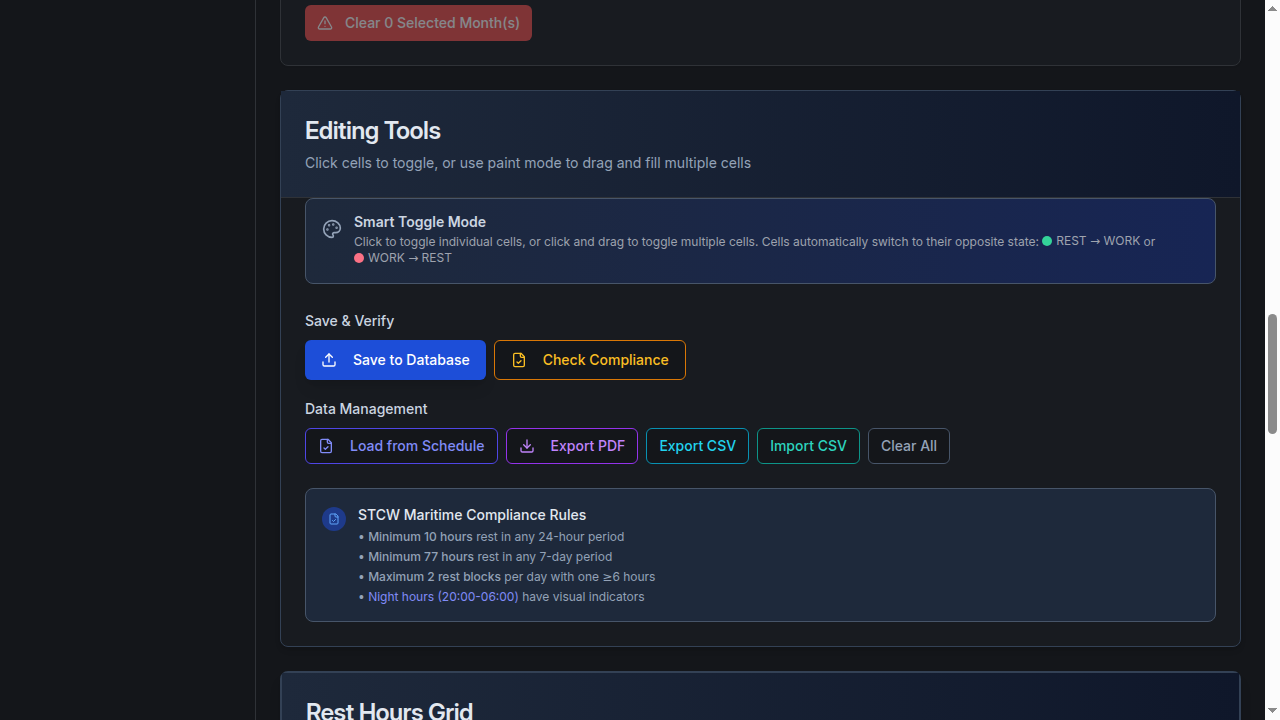 Clear 0 Selected Month(s)
Editing Tools
Click cells to toggle, or use paint mode to drag and fill multiple cells
Smart Toggle Mode
Click to toggle individual cells, or click and drag to toggle multiple cells. Cells automatically switch to their opposite state: REST → WORK or
WORK → REST
Save & Verify
Save to Database
Check Compliance
Data Management
Load from Schedule
Export PDF
Export CSV
Import CSV
Clear All
STCW Maritime Compliance Rules
• Minimum 10 hours rest in any 24-hour period
• Minimum 77 hours rest in any 7-day period
• Maximum 2 rest blocks per day with one ≥6 hours
• Night hours (20:00-06:00) have visual indicators
Rest Hours Grid